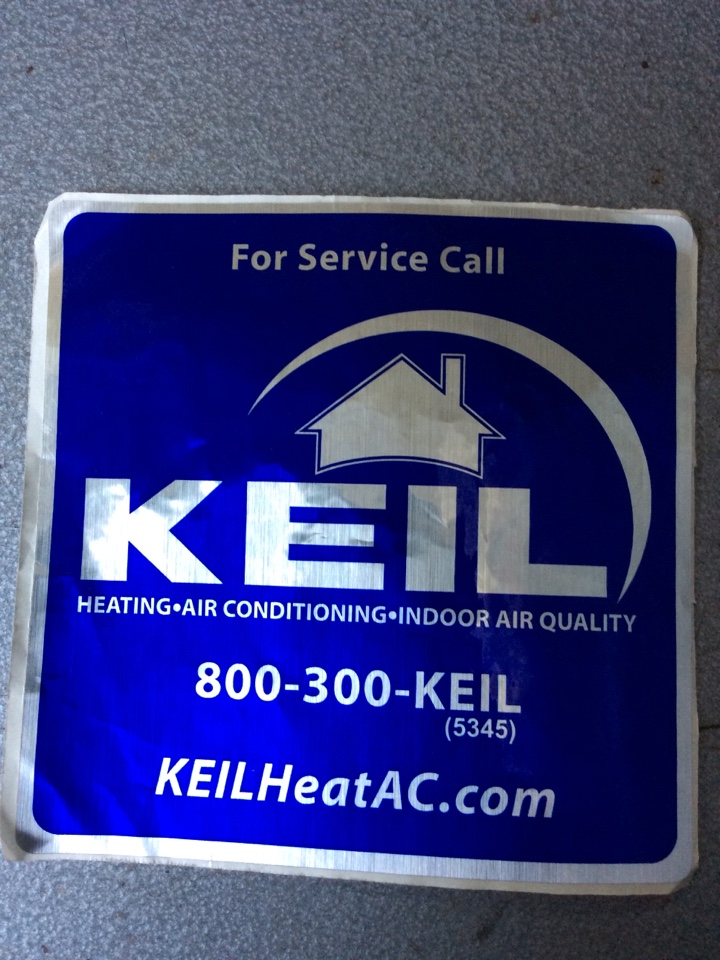 For Service Call
KEIL
HEATING•AIR CONDITIONING•INDOOR AIR QUALITY
800-300-KEIL
(5345)
KEILHeatAC.com